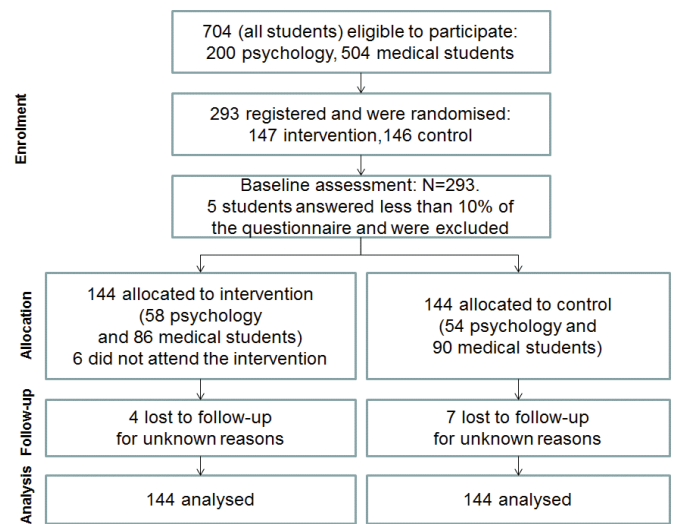 704 (all students) eligible to participate:
200 psychology, 504 medical students
Enrolment
293 registered and were randomised:
147 intervention,146 control
Baseline assessment: N=293.
5 students answered less than 10% of
the questionnaire and were excluded
Allocation
144 allocated to intervention
(58 psychology
and 86 medical students)
6 did not attend the intervention
144 allocated to control
(54 psychology and
90 medical students)
Follow-up
4 lost to follow-up
for unknown reasons
7 lost to follow-up
for unknown reasons
Analysis
144 analysed
144 analysed